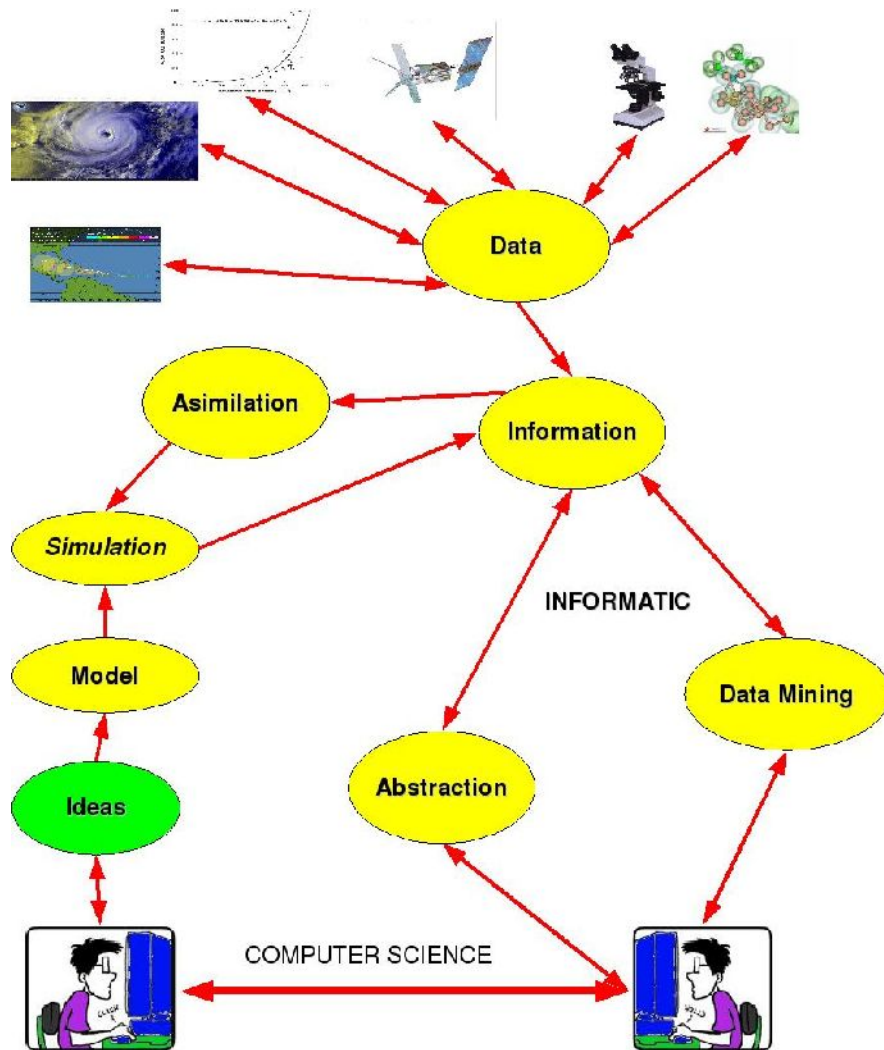 Data
Asimilation
Information
Simulation
INFORMATIC
Model
Data Mining
Abstraction
Ideas
COMPUTER SCIENCE